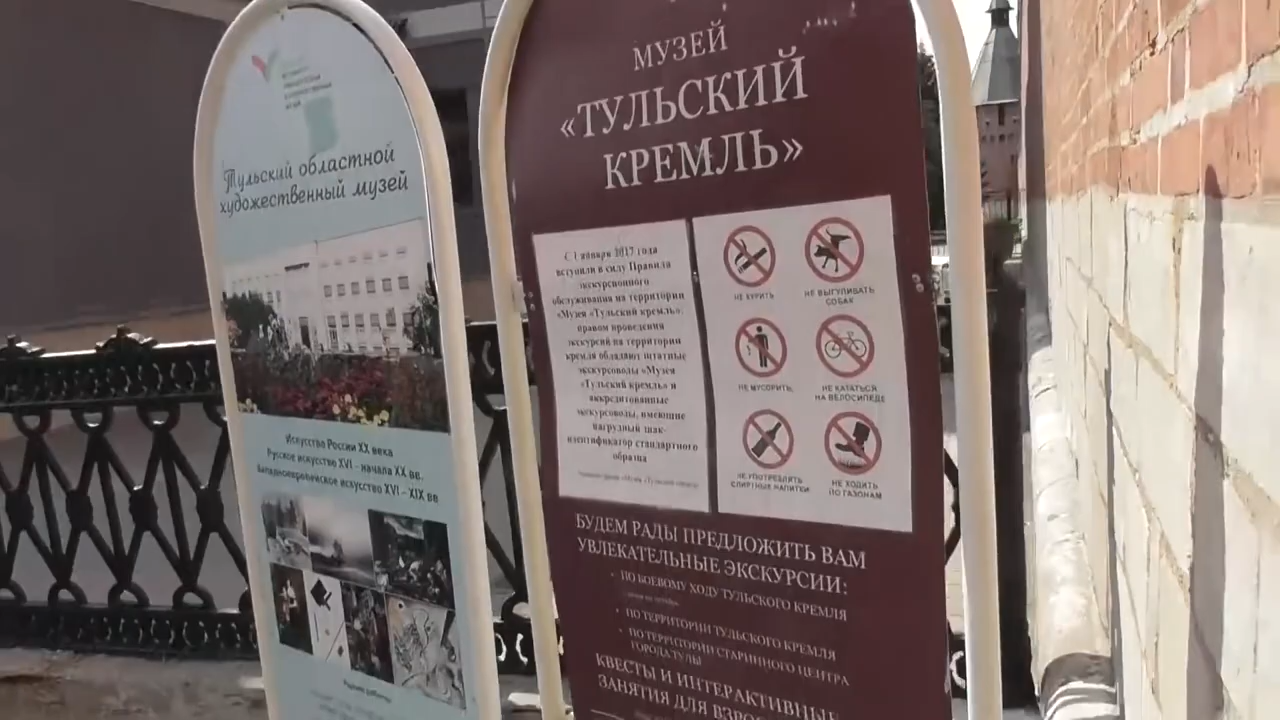 Тульский областной
художественный музей
Искусство России XX века
Русское искусство XVI - начала XX вв.
Западноевропейское искусство XVI - XIX вв
МУЗЕЙ
«ТУЛЬСКИЙ
КРЕМЛЬ»
С 1 января 2017 года
вступили в силу Правила
экскурсионного
обслуживания на территории
«Музея «Тульский кремль»,
правом проведения
экскурсий на территории
кремля обладают штатные
экскурсоводы «Музея
«Тульский кремль» и
аккредитованные
экскурсоводы, имеющие
нагрудный знак-
идентификатор стандартного
образца
НЕ КУРИТЬ
НЕ ВЫГУЛИВАТЬ
СОБАК
НЕ МУСОРИТЬ
НЕ КАТАТЬСЯ
НА ВЕЛОСИПЕДЕ
НЕ УПОТРЕБЛЯТЬ
СПИРТНЫЕ НАПИТКИ
НЕ ХОДИТЬ
ПО ГАЗОНАМ
БУДЕМ РАДЫ ПРЕДЛОЖИТЬ ВАМ
УВЛЕКАТЕЛЬНЫЕ ЭКСКУРСИИ:
• ПО БОЕВОМУ ХОДУ ТУЛЬСКОГО КРЕМЛЯ
• ПО ТЕРРИТОРИИ ТУЛЬСКОГО КРЕМЛЯ
• ПО ТЕРРИТОРИИ СТАРИННОГО ЦЕНТРА
ГОРОДА ТУЛЫ
КВЕСТЫ И ИНТЕРАКТИВНЫЕ
ЗАНЯТИЯ ДЛЯ